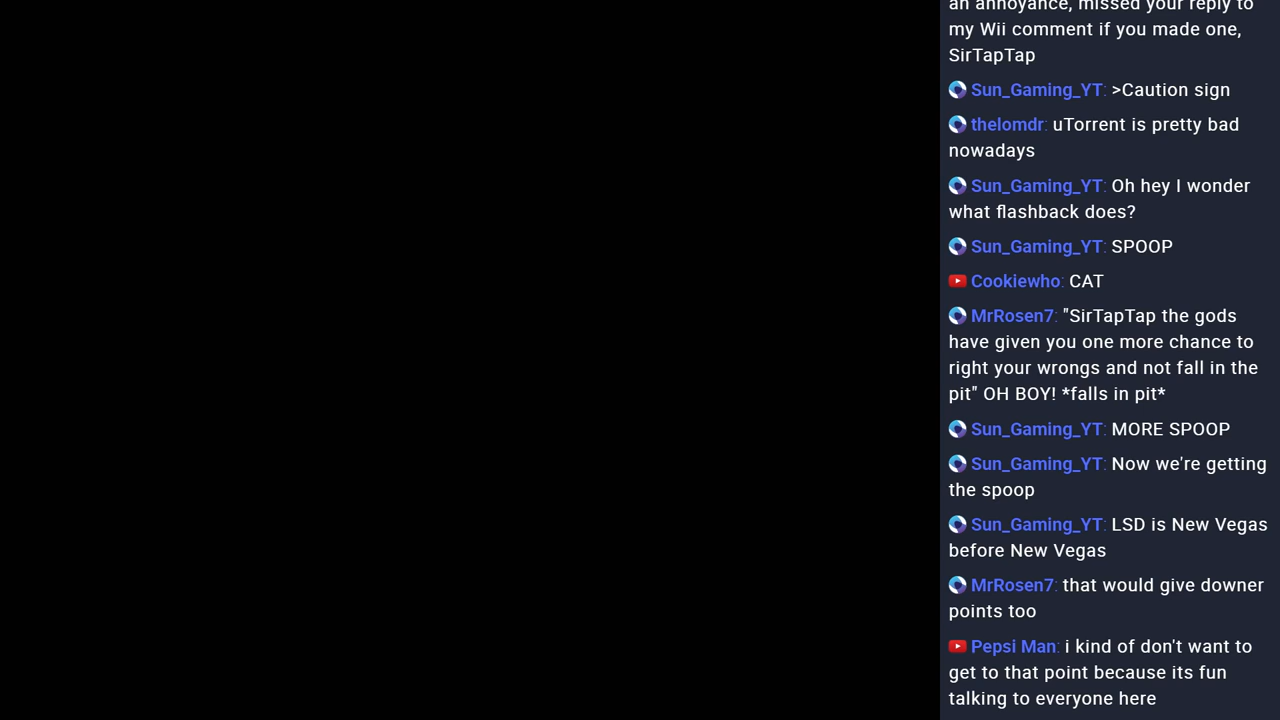 an annoyance, missed your reply to
my Wii comment if you made one,
SirTapTap
Sun_Gaming_YT: >Caution sign
thelomdr: uTorrent is pretty bad
nowadays
Sun_Gaming_YT: Oh hey I wonder
what flashback does?
Sun_Gaming_YT: SPOOP
Cookiewho: CAT
MrRosen7: "SirTapTap the gods
have given you one more chance to
right your wrongs and not fall in the
pit" OH BOY! *falls in pit*
Sun_Gaming_YT: MORE SPOOP
Sun_Gaming_YT: Now we're getting
the spoop
Sun_Gaming_YT: LSD is New Vegas
before New Vegas
MrRosen7: that would give downer
points too
Pepsi Man: i kind of don't want to
get to that point because its fun
talking to everyone here